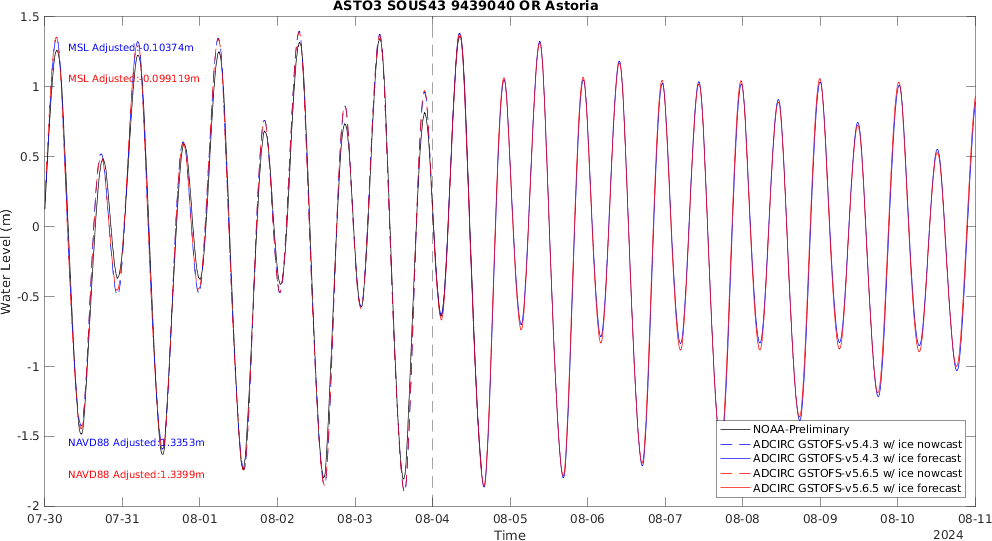 ASTO3 SOUS43 9439040 OR Astoria
1.5
1
0.5
0
-0.5
-1
-1.5
-2
Water Level (m)
MSL Adjusted:-0.10374m
MSL Adjusted:-0.099119m
NAVD88 Adjusted:1.3353m
NAVD88 Adjusted:1.3399m
NOAA-Preliminary
ADCIRC GSTOFS-v5.4.3 w/ ice nowcast
ADCIRC GSTOFS-v5.4.3 w/ ice forecast
ADCIRC GSTOFS-v5.6.5 w/ ice nowcast
ADCIRC GSTOFS-v5.6.5 w/ ice forecast
07-30 07-31 08-01 08-02 08-03 08-04 08-05 08-06 08-07 08-08 08-09 08-10 08-11
Time
2024